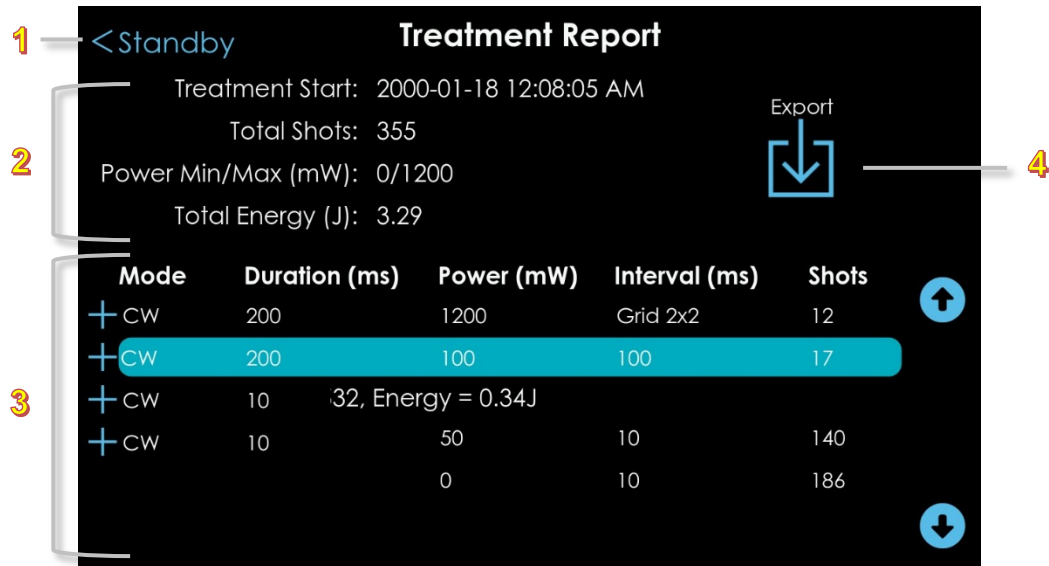 1
<Standby
Treatment Report
2
Treatment Start: 2000-01-18 12:08:05 AM
Total Shots: 355
Power Min/Max (mW): 0/1200
Total Energy (J): 3.29
Export
4
3
Mode Duration (ms) Power (mW) Interval (ms) Shots
+ CW 200 1200 Grid 2x2 12
+ CW 200 100 100 17
+ CW 10 32, Energy = 0.34J
+ CW 10 50 10 140
0 10 186